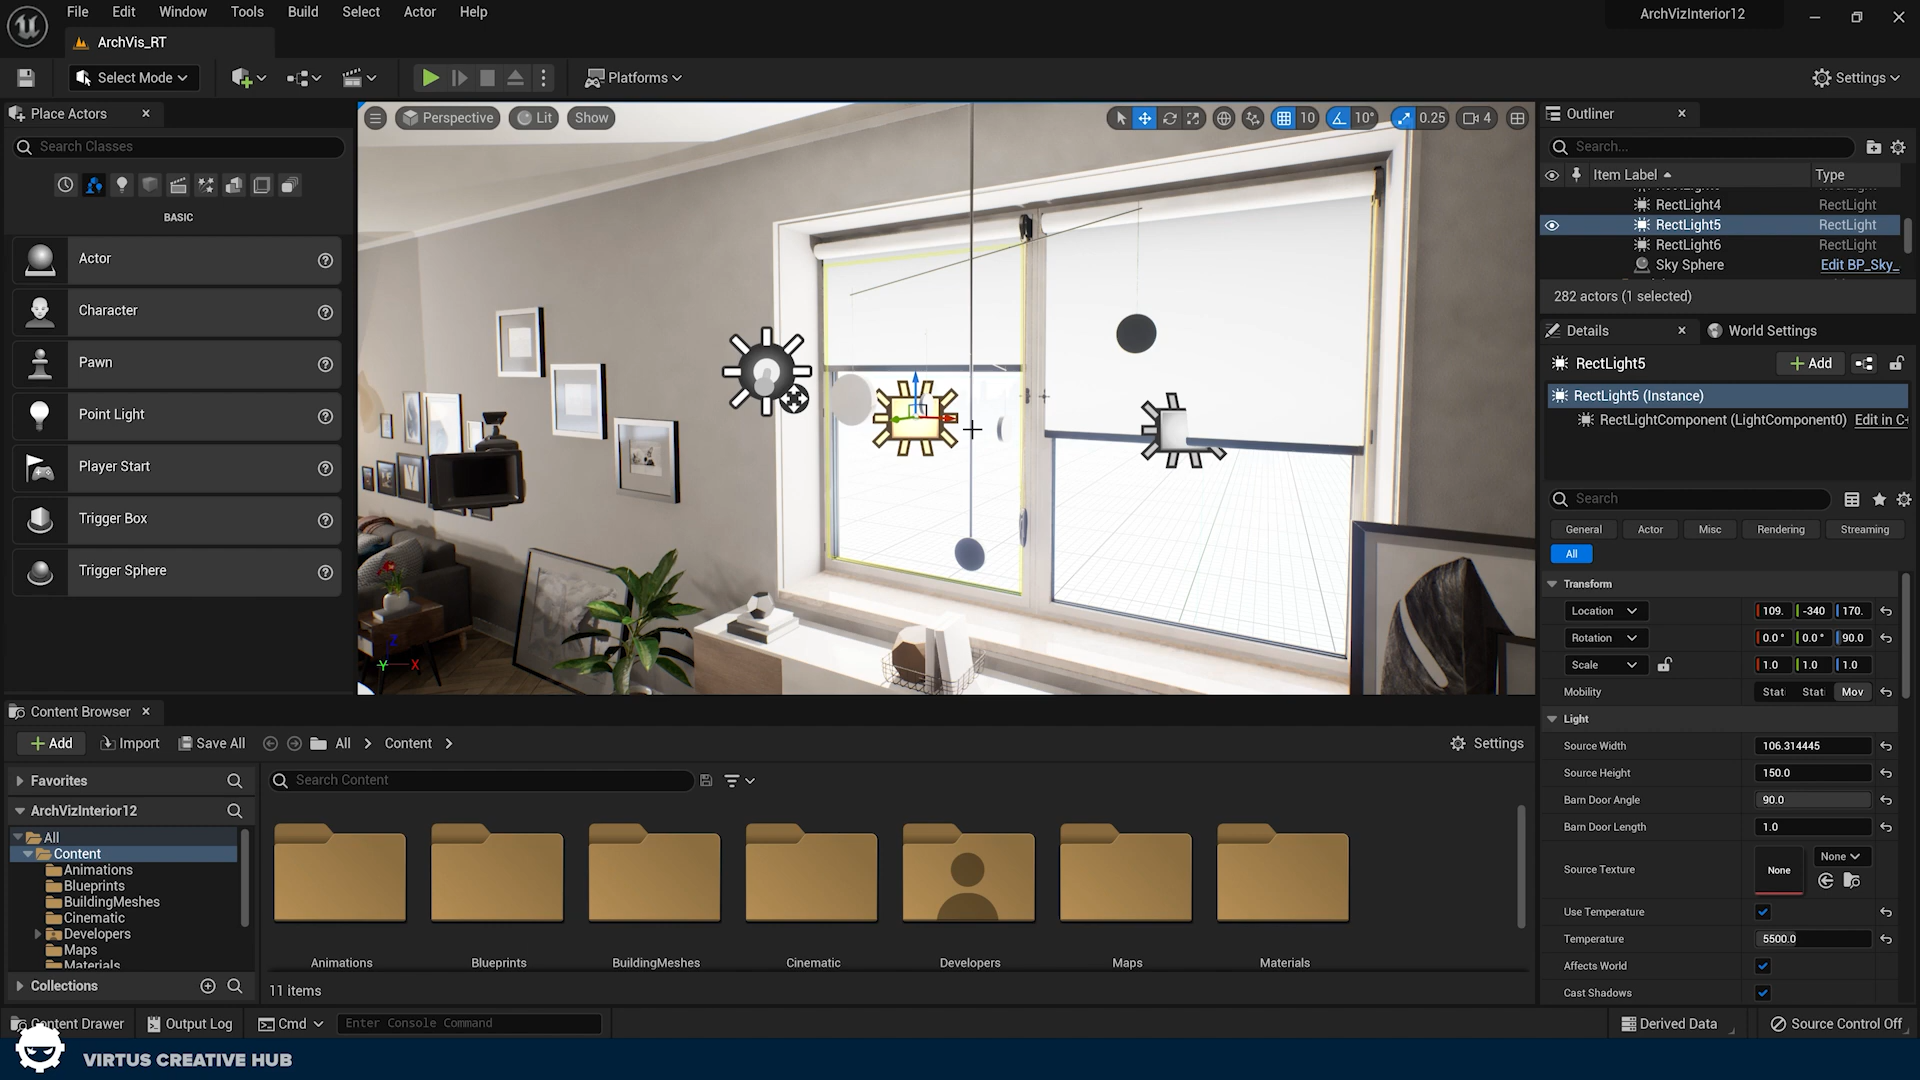 File Edit Window Tools Build Select Actor Help
ArchVizInterior12
ArchVis_RT
Select Mode
Platforms
Settings
Place Actors
Search Classes
BASIC
Actor
Character
Pawn
Player Start
Point Light
Trigger Box
Trigger Sphere
Perspective Lit Show
10 10° 0.25 4
Outliner
Search...
Item Label Type
RectLight4 RectLight
RectLight5 RectLight
RectLight6 RectLight
Sky Sphere Edit BP_Sky_
282 actors (1 selected)
Details World Settings
RectLight5 Add
RectLight5 (Instance)
RectLightComponent (LightComponent0) Edit in C+
Search
General Actor Misc Rendering Streaming
All
Transform
Location 109. -340 170.
Rotation 0.0° 0.0° 90.0
Scale 1.0 1.0 1.0
Mobility Stati Stati Mov
Light
Source Width 106.314445
Source Height 150.0
Barn Door Angle 90.0
Barn Door Length 1.0
Source Texture None None
Use Temperature
Temperature 5500.0
Affects World
Cast Shadows
Content Browser
Add Import Save All All Content
Settings
Favorites
Search Content
ArchVizInterior12
All
Content
Animations
Blueprints
BuildingMeshes
Cinematic
Developers
Maps
Materials
Collections
Animations Blueprints BuildingMeshes Cinematic Developers Maps Materials
11 items
Content Drawer Output Log Cmd Enter Console Command
Derived Data Source Control Off
VIRTUS CREATIVE HUB